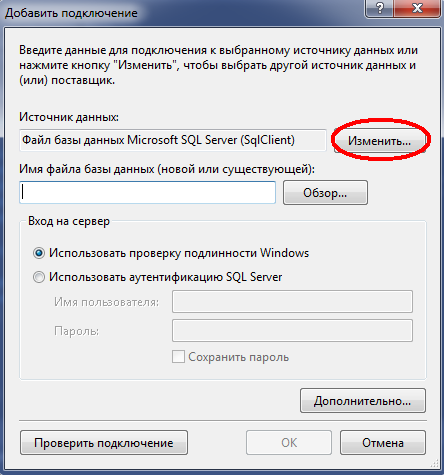 Добавить подключение
Введите данные для подключения к выбранному источнику данных или
нажмите кнопку "Изменить", чтобы выбрать другой источник данных и
(или) поставщик.
Источник данных:
Файл базы данных Microsoft SQL Server (SqlClient) Изменить...
Имя файла базы данных (новой или существующей):
Обзор...
Вход на сервер
Использовать проверку подлинности Windows
Использовать аутентификацию SQL Server
Имя пользователя:
Пароль:
Сохранить пароль
Дополнительно...
Проверить подключение ОК Отмена